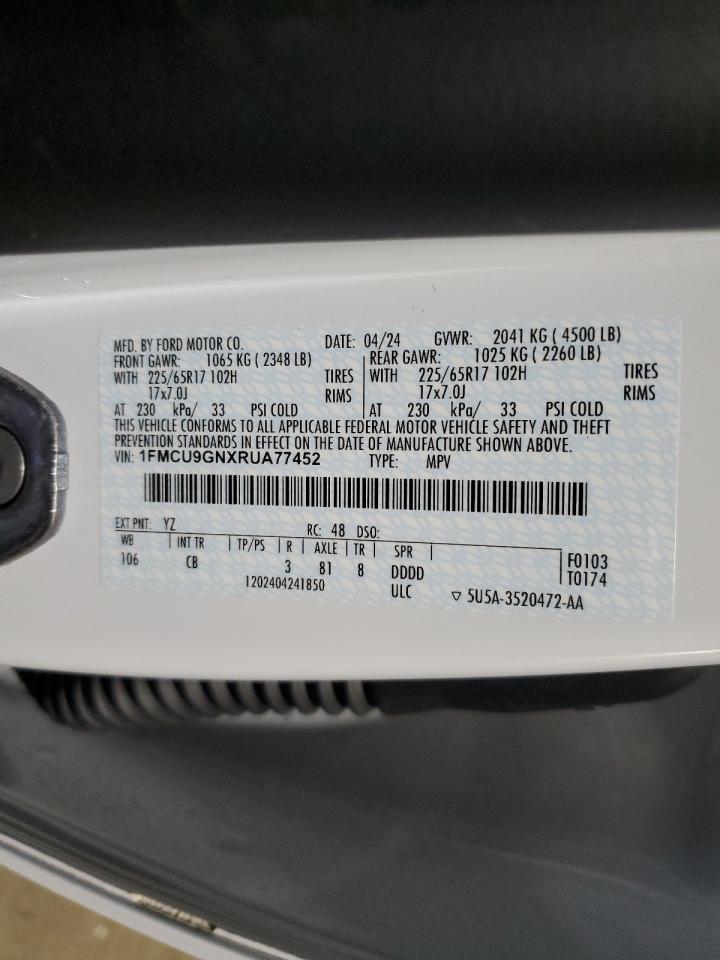 MFD. BY FORD MOTOR CO. DATE: 04/24 GVWR: 2041 KG ( 4500 LB)
FRONT GAWR: 1065 KG ( 2348 LB) REAR GAWR: 1025 KG ( 2260 LB)
WITH 225/65R17 102H TIRES WITH 225/65R17 102H TIRES
17x7.0J RIMS 17x7.0J RIMS
AT 230 kPa/ 33 PSI COLD AT 230 kPa/ 33 PSI COLD
THIS VEHICLE CONFORMS TO ALL APPLICABLE FEDERAL MOTOR VEHICLE SAFETY AND THEFT
PREVENTION STANDARDS IN EFFECT ON THE DATE OF MANUFACTURE SHOWN ABOVE.
VIN: 1FMCU9GNXRUA77452 TYPE: MPV
EXT PNT: YZ RC: 48 DSO:
WB INT TR TP/PS R AXLE TR SPR F0103
106 CB 3 81 8 DDDD T0174
1202404241850 ULC ▽ 5U5A-3520472-AA